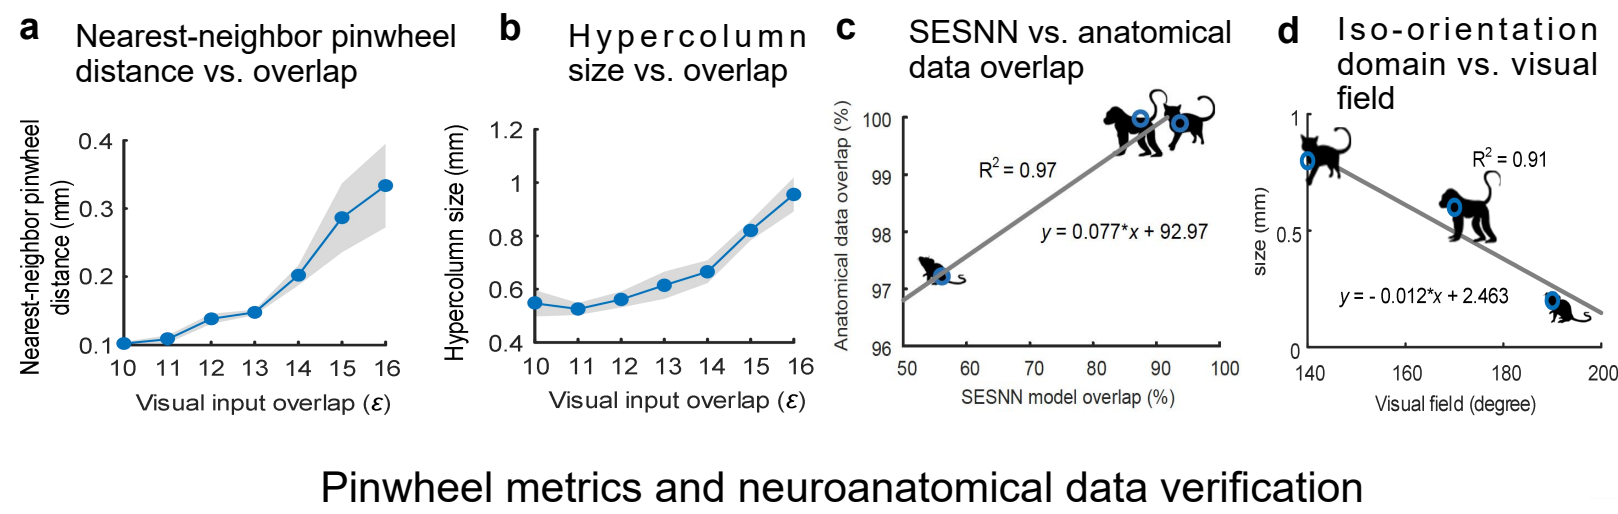 a
Nearest-neighbor pinwheel
distance vs. overlap
Nearest-neighbor pinwheel
distance (mm)
0.4
0.3
0.2
0.1
10 11 12 13 14 15 16
Visual input overlap (ε)
b
Hypercolumn
size vs. overlap
Hypercolumn size (mm)
1.2
1
0.8
0.6
0.4
10 11 12 13 14 15 16
Visual input overlap (ε)
c
SESNN vs. anatomical
data overlap
Anatomical data overlap (%)
100
99
98
97
96
R² = 0.97
y = 0.077*x + 92.97
50 60 70 80 90 100
SESNN model overlap (%)
d
Iso-orientation
domain vs. visual
field
size (mm)
1
0.5
0
R² = 0.91
y = - 0.012*x + 2.463
140 160 180 200
Visual field (degree)
Pinwheel metrics and neuroanatomical data verification